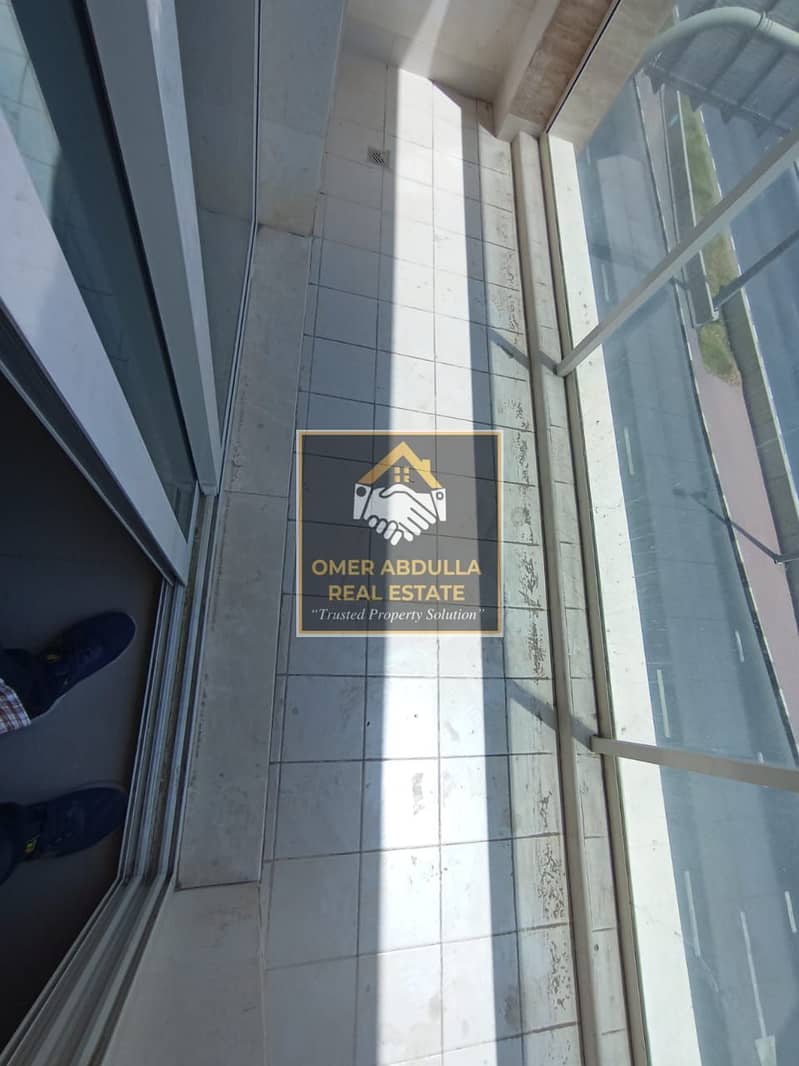 OMER ABDULLA
REAL ESTATE
“Trusted Property Solution”